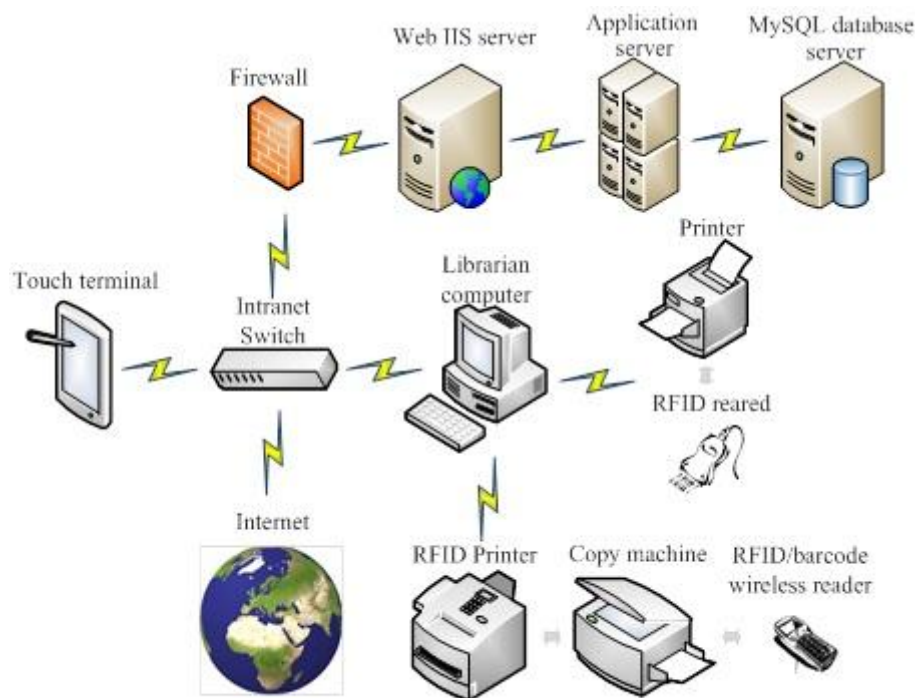 Web IIS server
Application
server
MySQL database
server
Firewall
Printer
Touch terminal
Librarian
computer
Intranet
Switch
RFID reared
Internet
RFID Printer
Copy machine
RFID/barcode
wireless reader